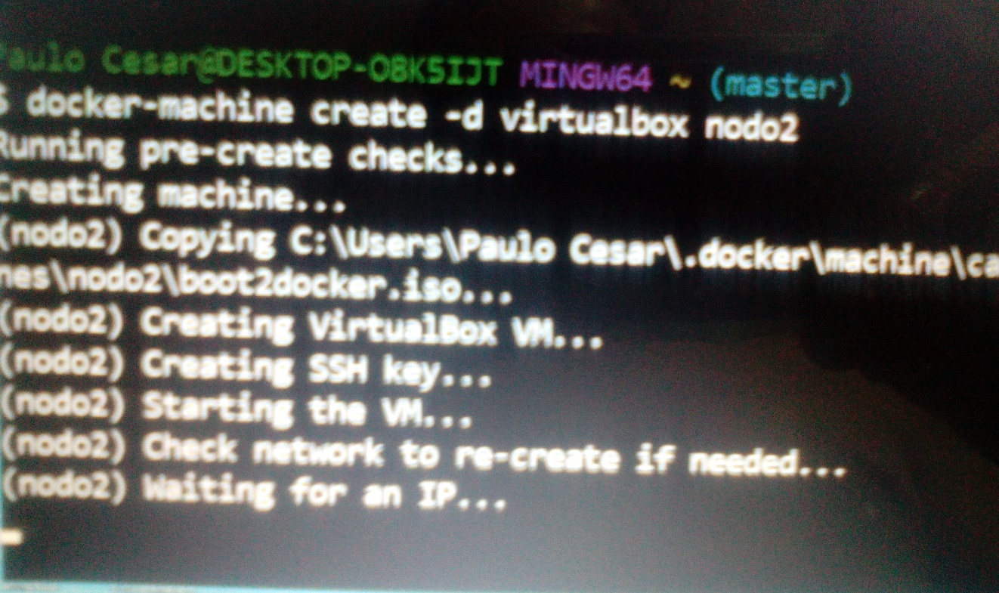 Paulo Cesar@DESKTOP-O8K5IJT MINGW64 ~ (master)
$ docker-machine create -d virtualbox nodo2
Running pre-create checks...
Creating machine...
(nodo2) Copying C:\Users\Paulo Cesar\.docker\machine\ca
nes\nodo2\boot2docker.iso...
(nodo2) Creating VirtualBox VM...
(nodo2) Creating SSH key...
(nodo2) Starting the VM...
(nodo2) Check network to re-create if needed...
(nodo2) Waiting for an IP...